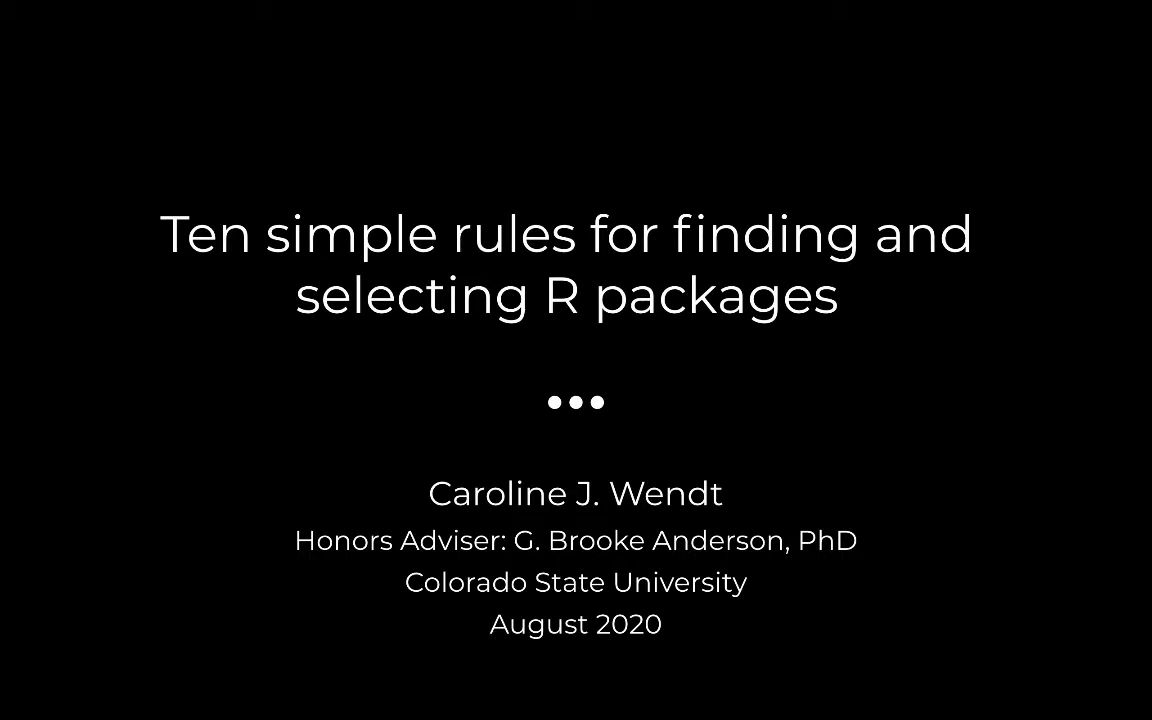 Ten simple rules for finding and
selecting R packages
•••
Caroline J. Wendt
Honors Adviser: G. Brooke Anderson, PhD
Colorado State University
August 2020